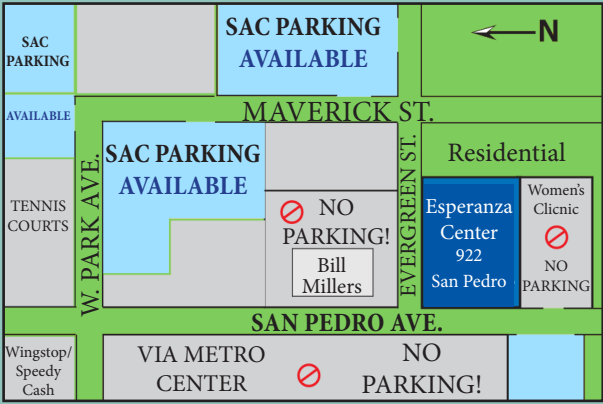 SAC
PARKING
AVAILABLE
SAC PARKING
AVAILABLE
N
MAVERICK ST.
W. PARK AVE.
SAC PARKING
AVAILABLE
EVERGREEN ST.
Residential
TENNIS
COURTS
NO
PARKING!
Bill
Millers
Esperanza
Center
922
San Pedro
Women's
Clicnic
NO
PARKING
SAN PEDRO AVE.
Wingstop/
Speedy
Cash
VIA METRO
CENTER
NO
PARKING!